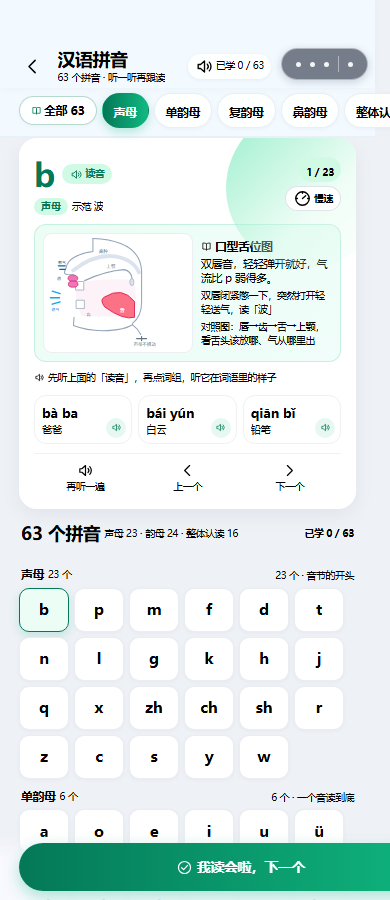 汉语拼音
63 个拼音 · 听一听再跟读
已学 0 / 63
全部 63
声母
单韵母
复韵母
鼻韵母
整体认
b
读音
1 / 23
声母 示范 波
慢速
口型舌位图
双唇音，轻轻弹开就好，气
流比 p 弱得多。
双唇闭紧憋一下，突然打开轻
轻送气，读「波」
对照图：唇→齿→舌→上颚，
看舌头该放哪、气从哪里出
先听上面的「读音」，再点词组，听它在词语里的样子
bà ba
爸爸
bái yún
白云
qiān bǐ
铅笔
再听一遍
上一个
下一个
63 个拼音 声母 23 · 韵母 24 · 整体认读 16
已学 0 / 63
声母 23 个
23 个 · 音节的开头
b p m f d t
n l g k h j
q x zh ch sh r
z c s y w
单韵母 6 个
6 个 · 一个音读到底
a o e i u ü
我读会啦，下一个